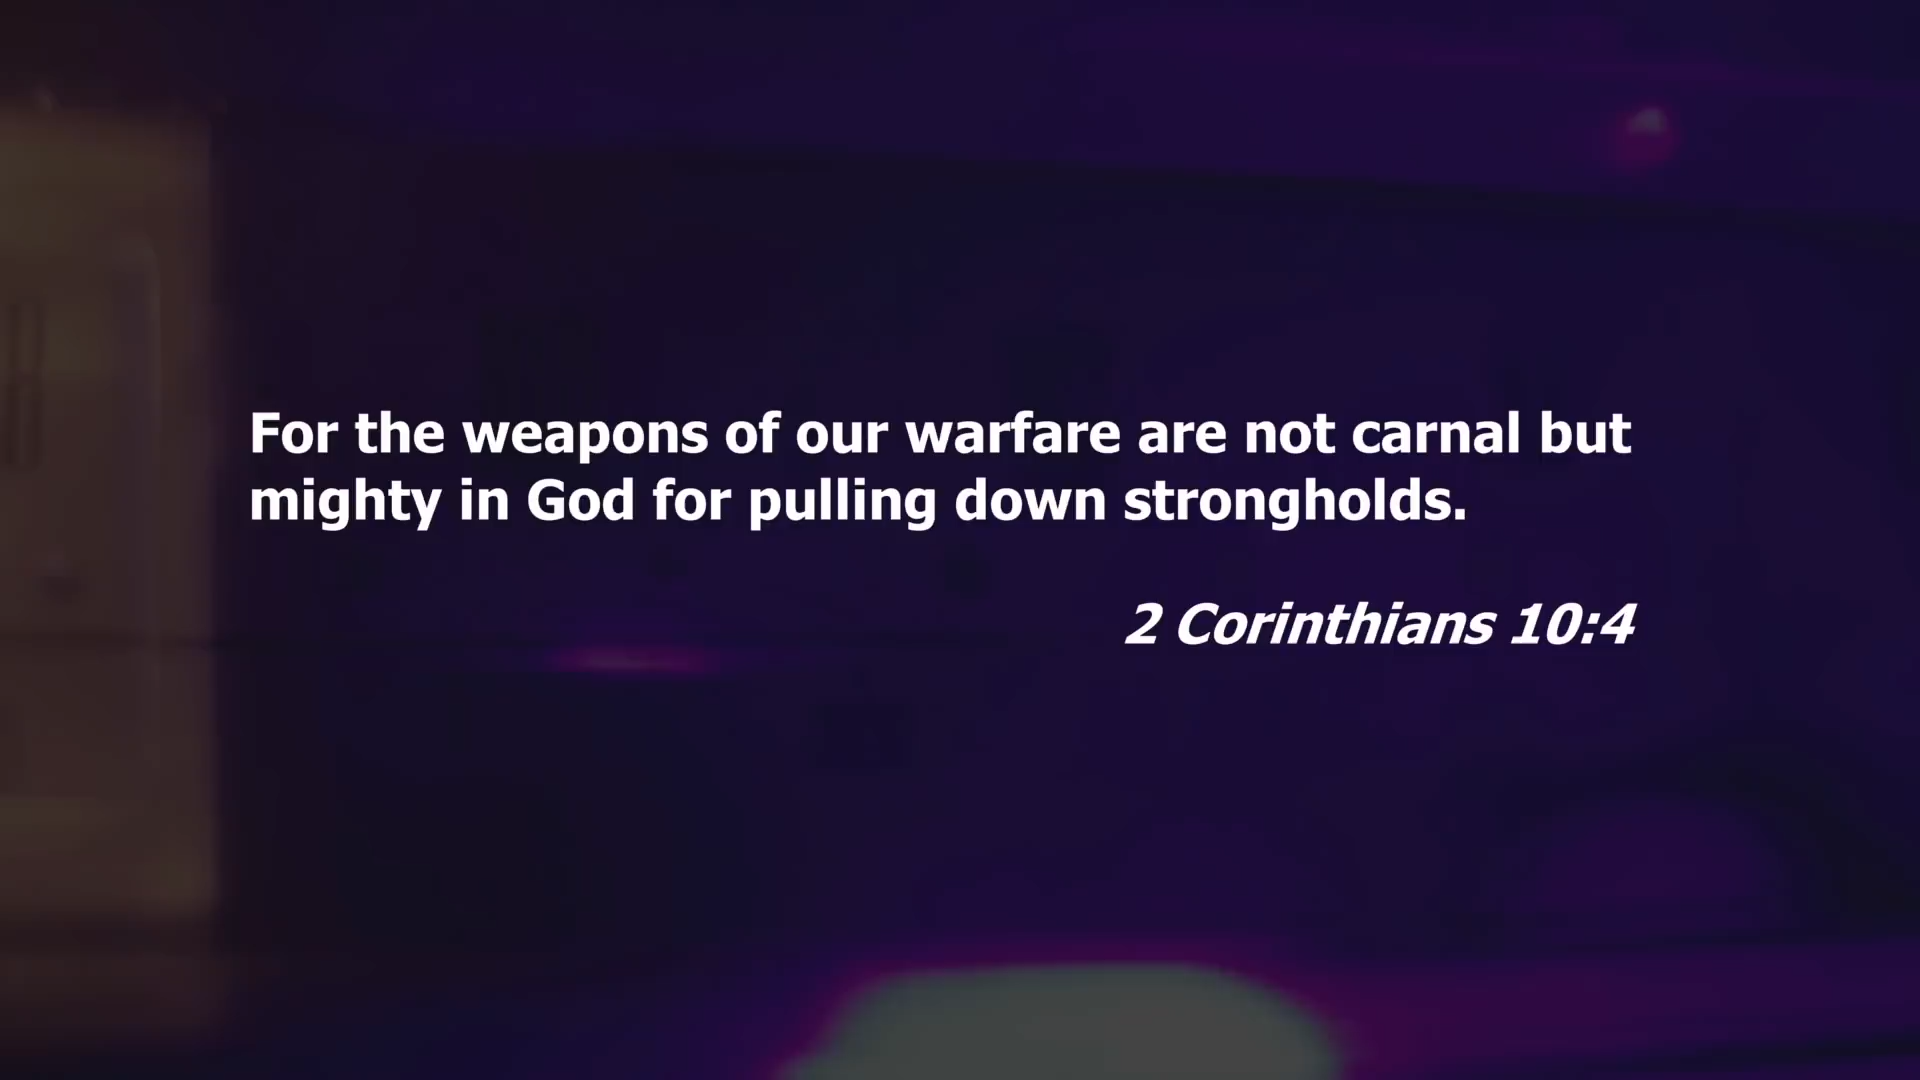 For the weapons of our warfare are not carnal but
mighty in God for pulling down strongholds.
2 Corinthians 10:4